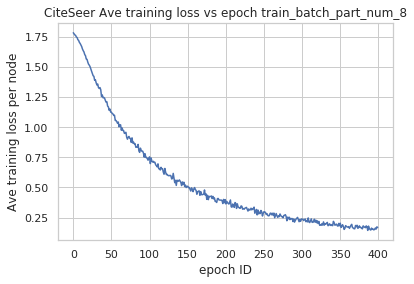 CiteSeer Ave training loss vs epoch train_batch_part_num_8
1.75
1.50
1.25
1.00
0.75
0.50
0.25
Ave training loss per node
0 50 100 150 200 250 300 350 400
epoch ID